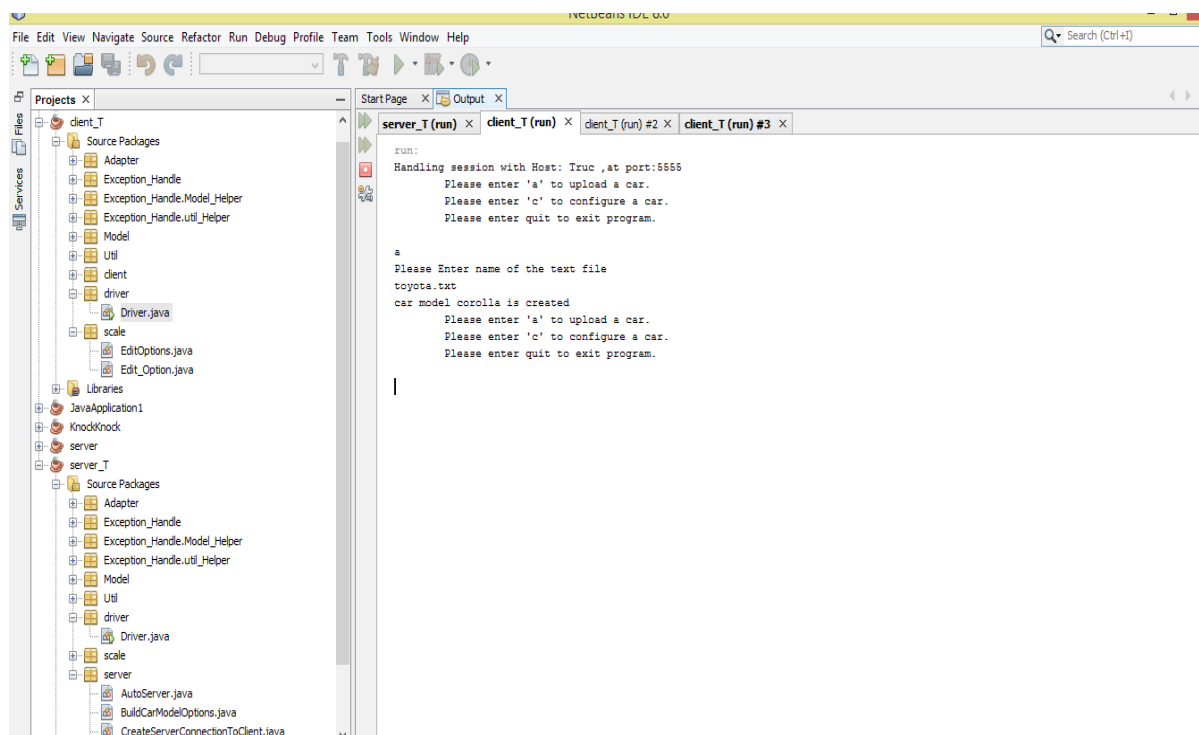 NetBeans IDE 8.0
File Edit View Navigate Source Refactor Run Debug Profile Team Tools Window Help
Search (Ctrl+I)
Files
Services
Projects
client_T
Source Packages
Adapter
Exception_Handle
Exception_Handle.Model_Helper
Exception_Handle.util_Helper
Model
Util
client
driver
Driver.java
scale
EditOptions.java
Edit_Option.java
Libraries
JavaApplication1
KnockKnock
server
server_T
Source Packages
Adapter
Exception_Handle
Exception_Handle.Model_Helper
Exception_Handle.util_Helper
Model
Util
driver
Driver.java
scale
server
AutoServer.java
BuildCarModelOptions.java
CreateServerConnectionToClient.java
Start Page Output
server_T (run) client_T (run) client_T (run) #2 client_T (run) #3
run:
Handling session with Host: Truc ,at port:5555
Please enter 'a' to upload a car.
Please enter 'c' to configure a car.
Please enter quit to exit program.
a
Please Enter name of the text file
toyota.txt
car model corolla is created
Please enter 'a' to upload a car.
Please enter 'c' to configure a car.
Please enter quit to exit program.